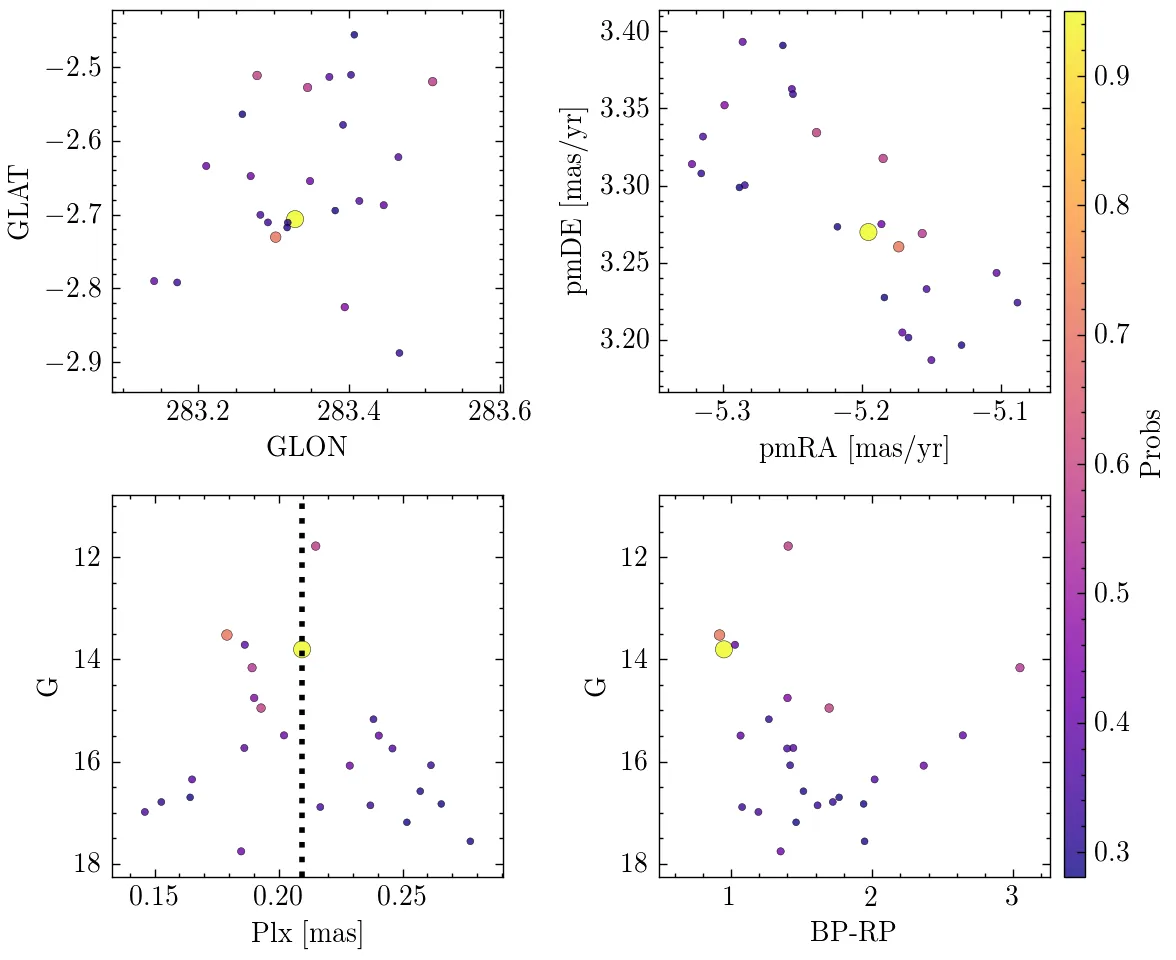 −2.5
−2.6
−2.7
−2.8
−2.9
GLAT
283.2 283.4 283.6
GLON
3.40
3.35
3.30
3.25
3.20
pmDE [mas/yr]
−5.3 −5.2 −5.1
pmRA [mas/yr]
12
14
16
18
G
0.15 0.20 0.25
Plx [mas]
12
14
16
18
G
1 2 3
BP-RP
0.9
0.8
0.7
0.6
0.5
0.4
0.3
Probs